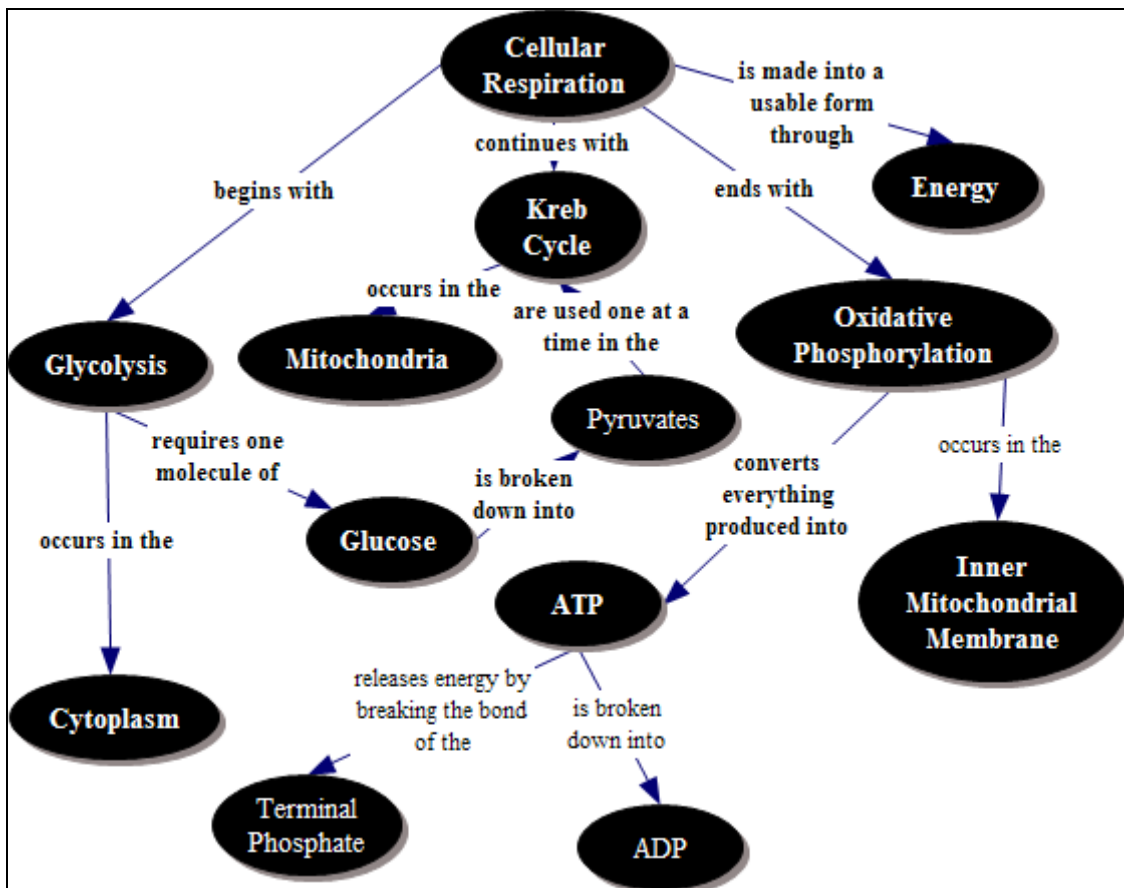 Cellular
Respiration
is made into a
usable form
through
continues with
begins with
ends with
Energy
Kreb
Cycle
occurs in the
are used one at a
time in the
Oxidative
Phosphorylation
Glycolysis
Mitochondria
Pyruvates
requires one
molecule of
is broken
down into
converts
everything
produced into
occurs in the
occurs in the
Glucose
ATP
Inner
Mitochondrial
Membrane
releases energy by
breaking the bond
of the
is broken
down into
Cytoplasm
Terminal
Phosphate
ADP